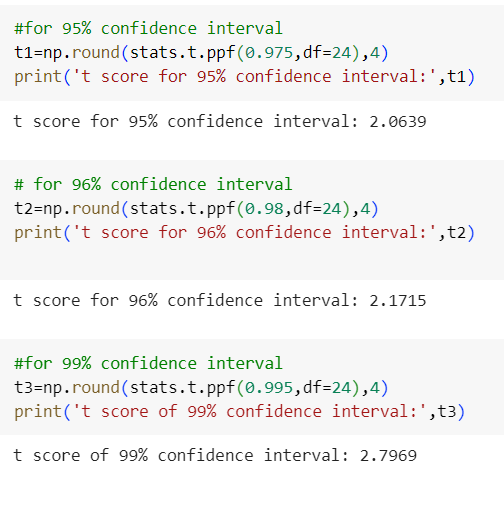 #for 95% confidence interval
t1=np.round(stats.t.ppf(0.975,df=24),4)
print('t score for 95% confidence interval:',t1)
t score for 95% confidence interval: 2.0639
# for 96% confidence interval
t2=np.round(stats.t.ppf(0.98,df=24),4)
print('t score for 96% confidence interval:',t2)
t score for 96% confidence interval: 2.1715
#for 99% confidence interval
t3=np.round(stats.t.ppf(0.995,df=24),4)
print('t score of 99% confidence interval:',t3)
t score of 99% confidence interval: 2.7969